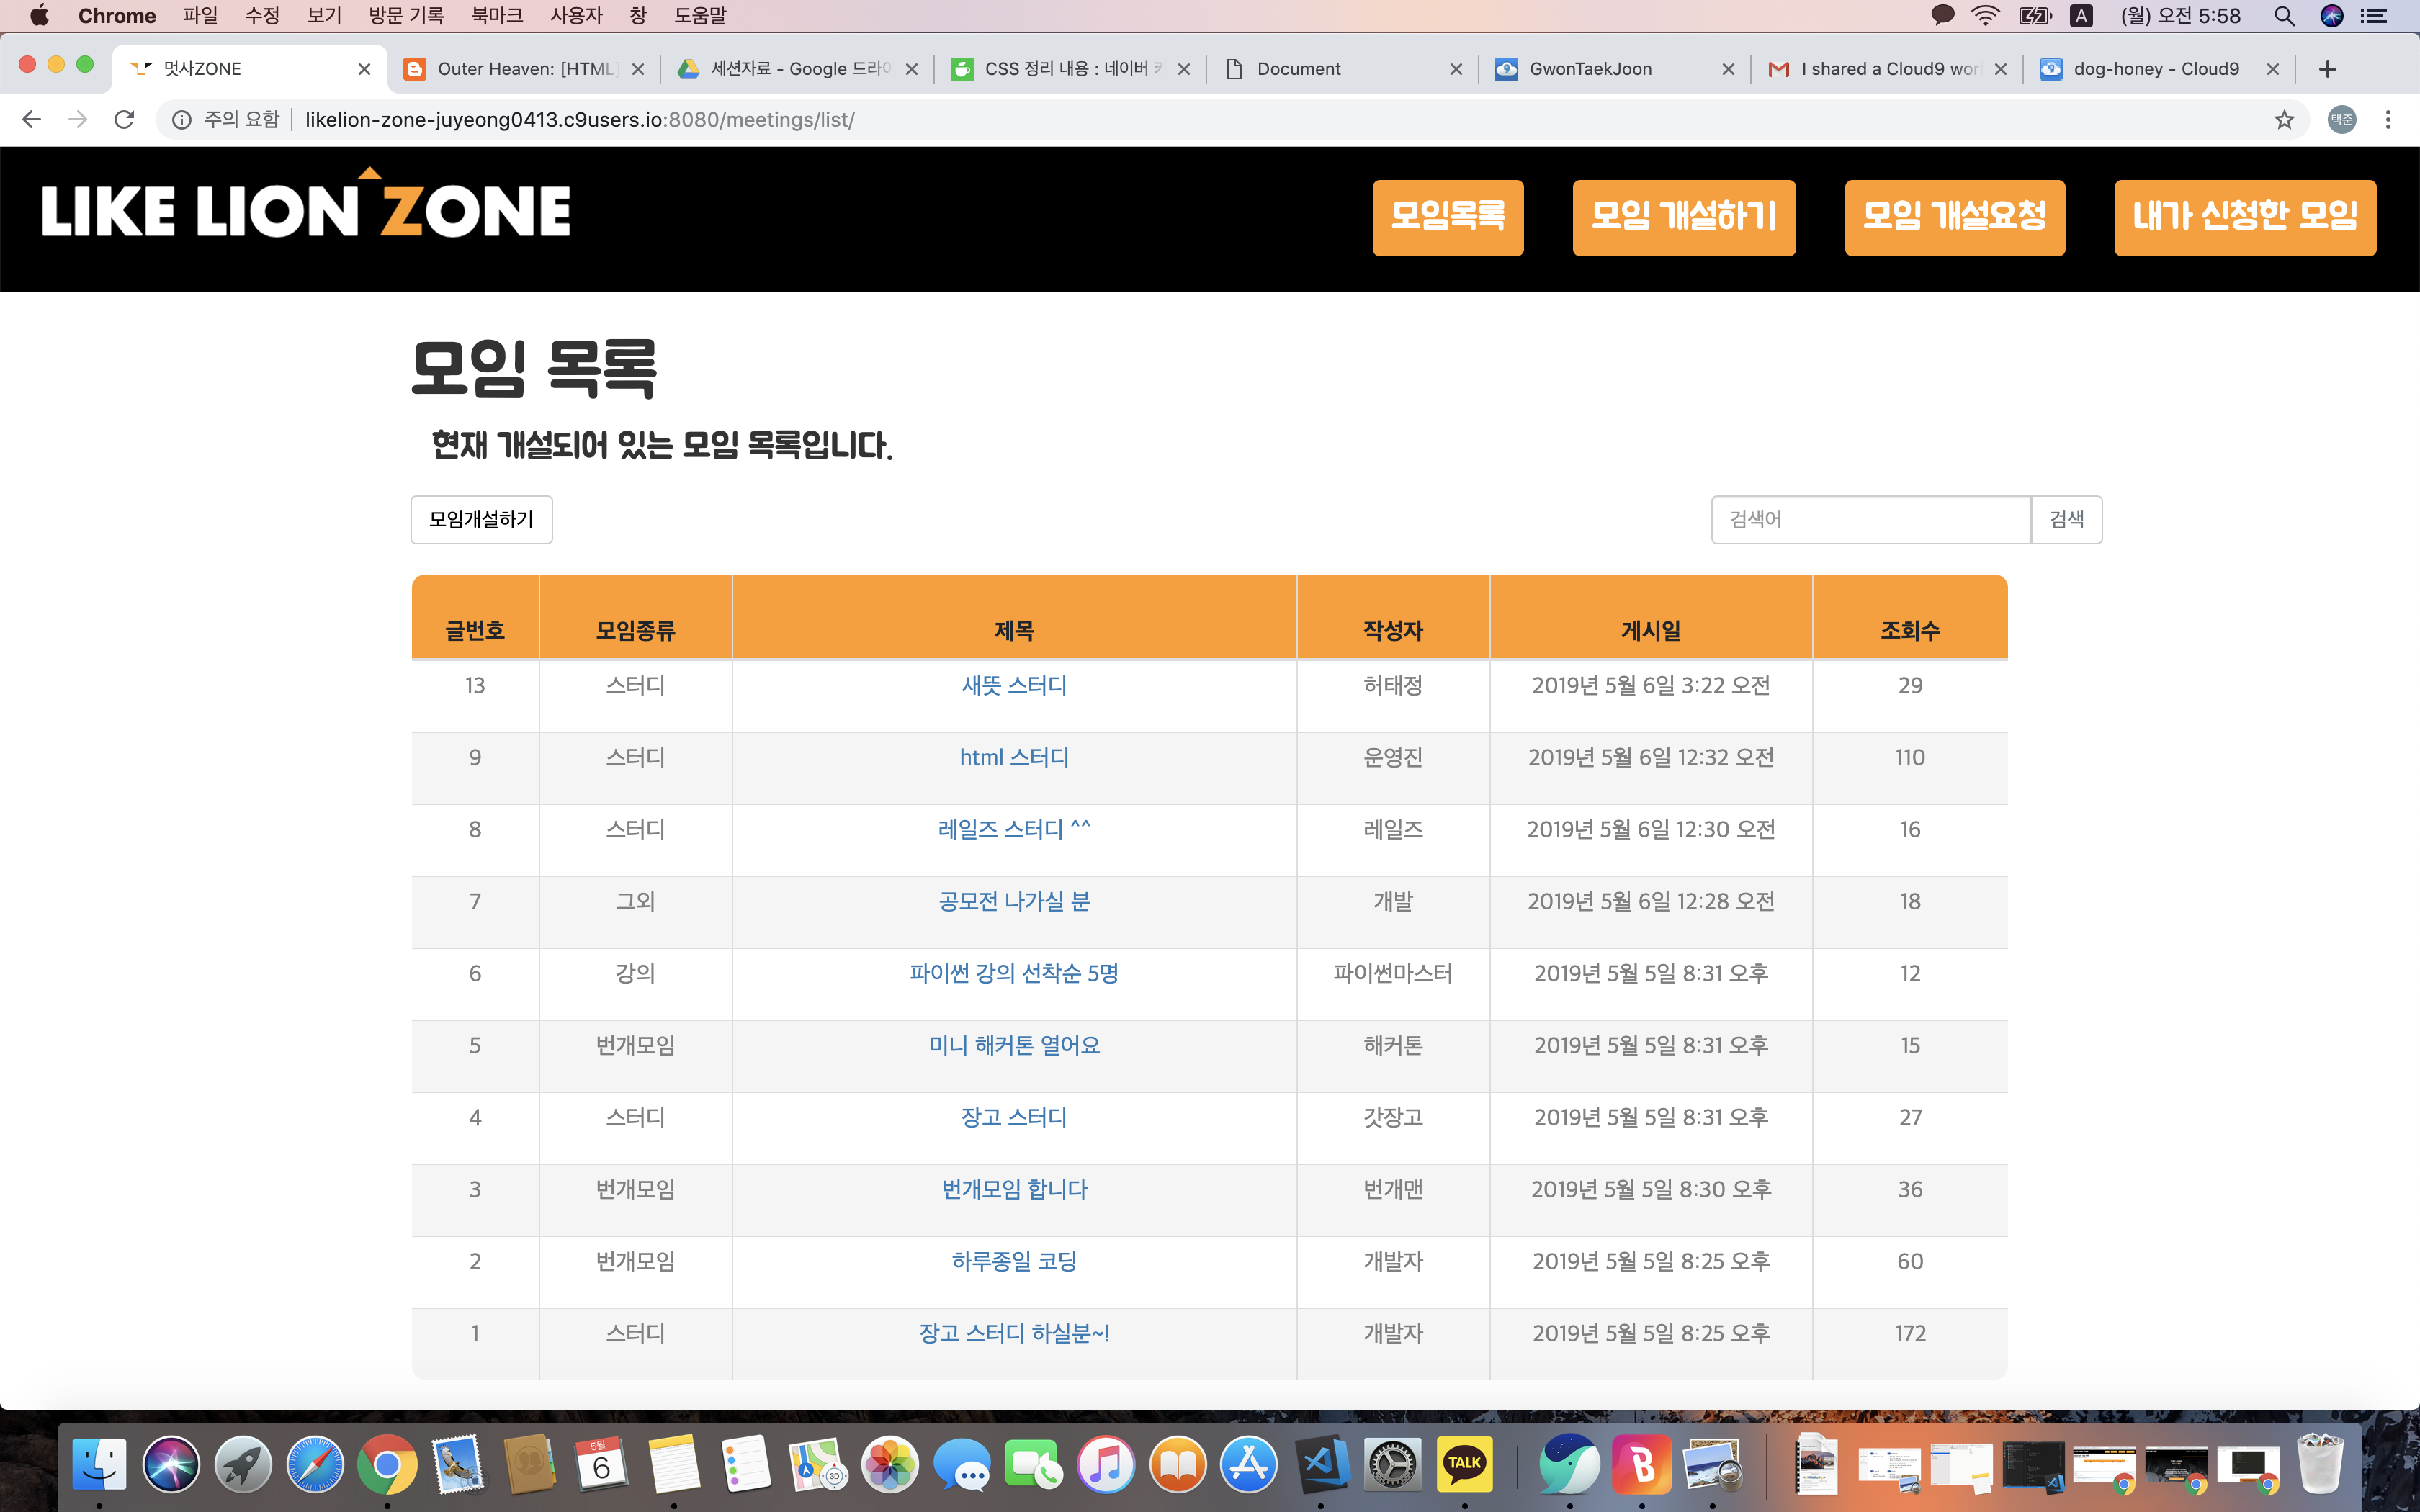 Chrome 파일 수정 보기 방문 기록 북마크 사용자 창 도움말 A (월) 오전 5:58
멋사ZONE Outer Heaven: [HTML] 세션자료 - Google 드라이 CSS 정리 내용 : 네이버 Document GwonTaekJoon I shared a Cloud9 wor dog-honey - Cloud9
주의 요함 likelion-zone-juyeong0413.c9users.io:8080/meetings/list/ 택준
LIKE LION ZONE 모임목록 모임 개설하기 모임 개설요청 내가 신청한 모임
모임 목록
현재 개설되어 있는 모임 목록입니다.
모임개설하기 검색어 검색
글번호 모임종류 제목 작성자 게시일 조회수
13 스터디 새뜻 스터디 허태정 2019년 5월 6일 3:22 오전 29
9 스터디 html 스터디 운영진 2019년 5월 6일 12:32 오전 110
8 스터디 레일즈 스터디 ^^ 레일즈 2019년 5월 6일 12:30 오전 16
7 그외 공모전 나가실 분 개발 2019년 5월 6일 12:28 오전 18
6 강의 파이썬 강의 선착순 5명 파이썬마스터 2019년 5월 5일 8:31 오후 12
5 번개모임 미니 해커톤 열어요 해커톤 2019년 5월 5일 8:31 오후 15
4 스터디 장고 스터디 갓장고 2019년 5월 5일 8:31 오후 27
3 번개모임 번개모임 합니다 번개맨 2019년 5월 5일 8:30 오후 36
2 번개모임 하루종일 코딩 개발자 2019년 5월 5일 8:25 오후 60
1 스터디 장고 스터디 하실분~! 개발자 2019년 5월 5일 8:25 오후 172
5월
6
3D
TALK
B